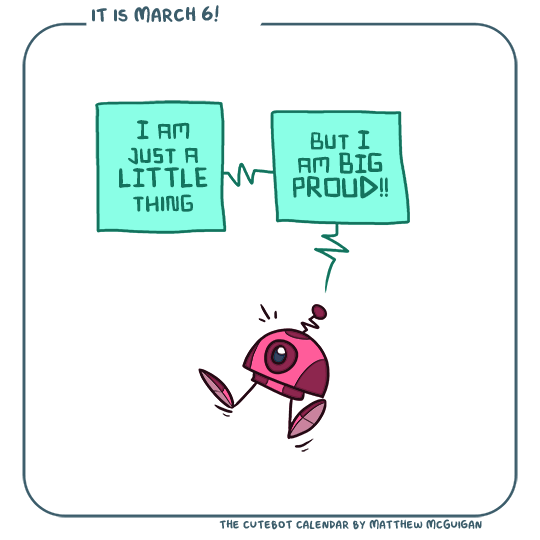 IT IS MARCH 6!
I AM
JUST A
LITTLE
THING
BUT I
AM BIG
PROUD!!
THE CUTEBOT CALENDAR BY MATTHEW MCGUIGAN